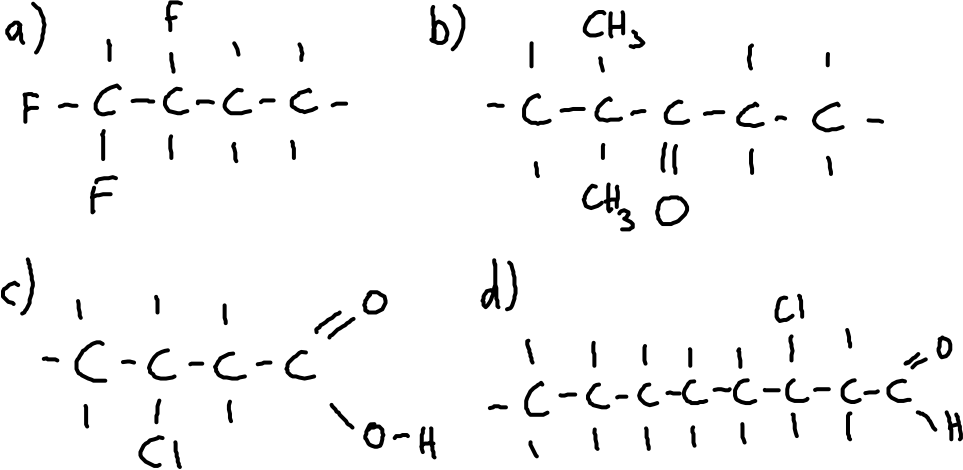 a) F b) CH3
F - C - C - C - C - - C - C - C - C - C -
F CH3 O
c) O d) Cl
- C - C - C - C O
Cl O - H - C - C - C - C - C - C - C - C H